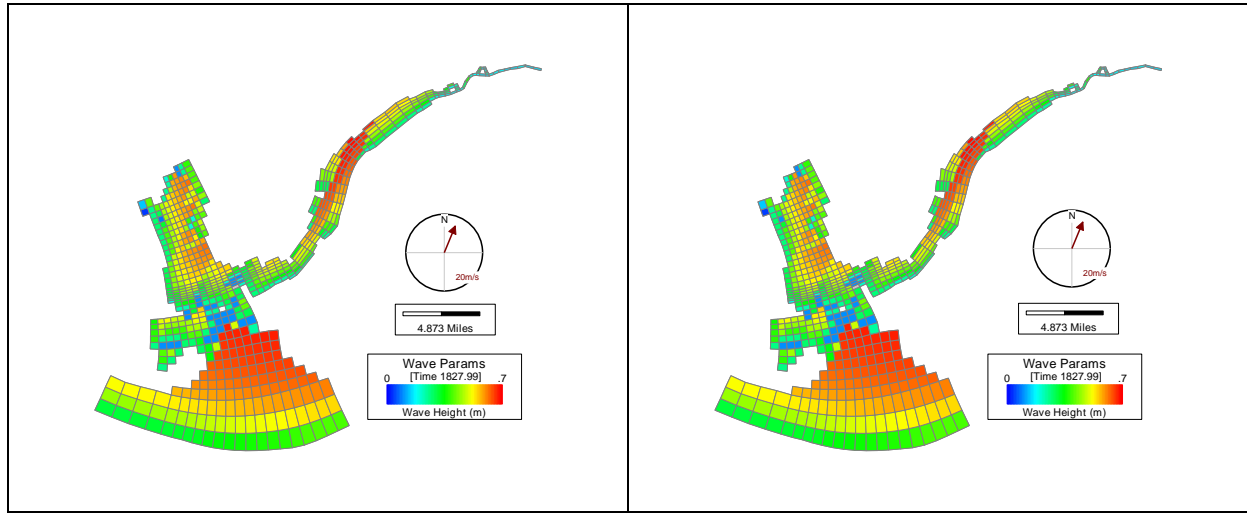 N
20m/s
4.873 Miles
Wave Params
0 [Time 1827.99] .7
Wave Height (m)
N
20m/s
4.873 Miles
Wave Params
0 [Time 1827.99] .7
Wave Height (m)